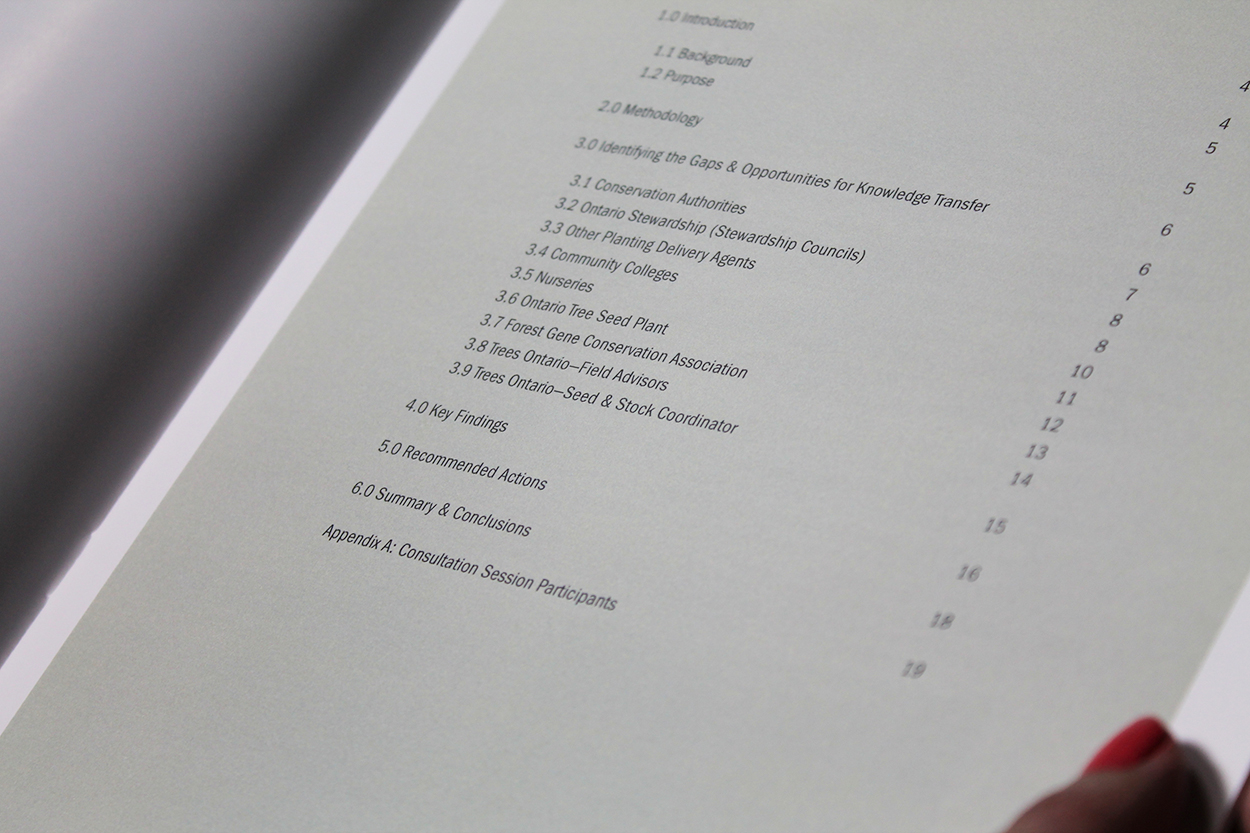 1.0 Introduction 4
1.1 Background 4
1.2 Purpose 5
2.0 Methodology 5
3.0 Identifying the Gaps & Opportunities for Knowledge Transfer 6
3.1 Conservation Authorities 6
3.2 Ontario Stewardship (Stewardship Councils) 7
3.3 Other Planting Delivery Agents 8
3.4 Community Colleges 8
3.5 Nurseries 10
3.6 Ontario Tree Seed Plant 11
3.7 Forest Gene Conservation Association 12
3.8 Trees Ontario—Field Advisors 13
3.9 Trees Ontario—Seed & Stock Coordinator 14
4.0 Key Findings 15
5.0 Recommended Actions 16
6.0 Summary & Conclusions 18
Appendix A: Consultation Session Participants 19